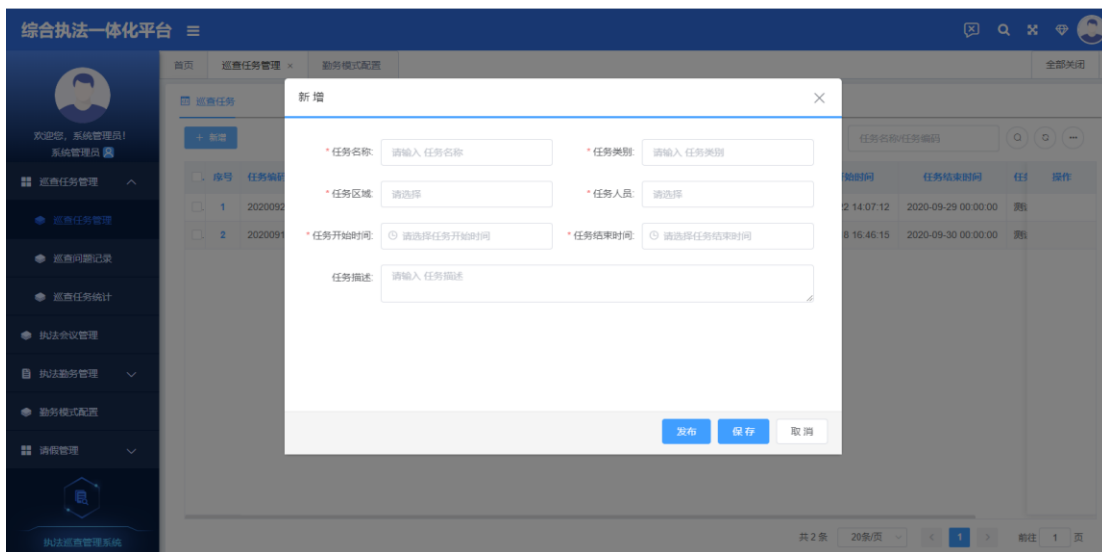 综合执法一体化平台
首页 巡查任务管理 × 勤务模式配置 全部关闭
欢迎您，系统管理员！
系统管理员
巡查任务管理
巡查任务管理
巡查问题记录
巡查任务统计
执法会议管理
执法勤务管理
勤务模式配置
请假管理
执法巡查管理系统
巡查任务
+ 新增
任务名称/任务编码
序号 任务编码 开始时间 任务结束时间 操作
1 2020092 2 14:07:12 2020-09-29 00:00:00
2 2020091 8 16:46:15 2020-09-30 00:00:00
新增
* 任务名称: 请输入 任务名称 * 任务类别: 请输入 任务类别
* 任务区域: 请选择 * 任务人员: 请选择
* 任务开始时间: 请选择任务开始时间 * 任务结束时间: 请选择任务结束时间
任务描述: 请输入 任务描述
发布 保存 取消
共 2 条 20条/页 < 1 > 前往 1 页